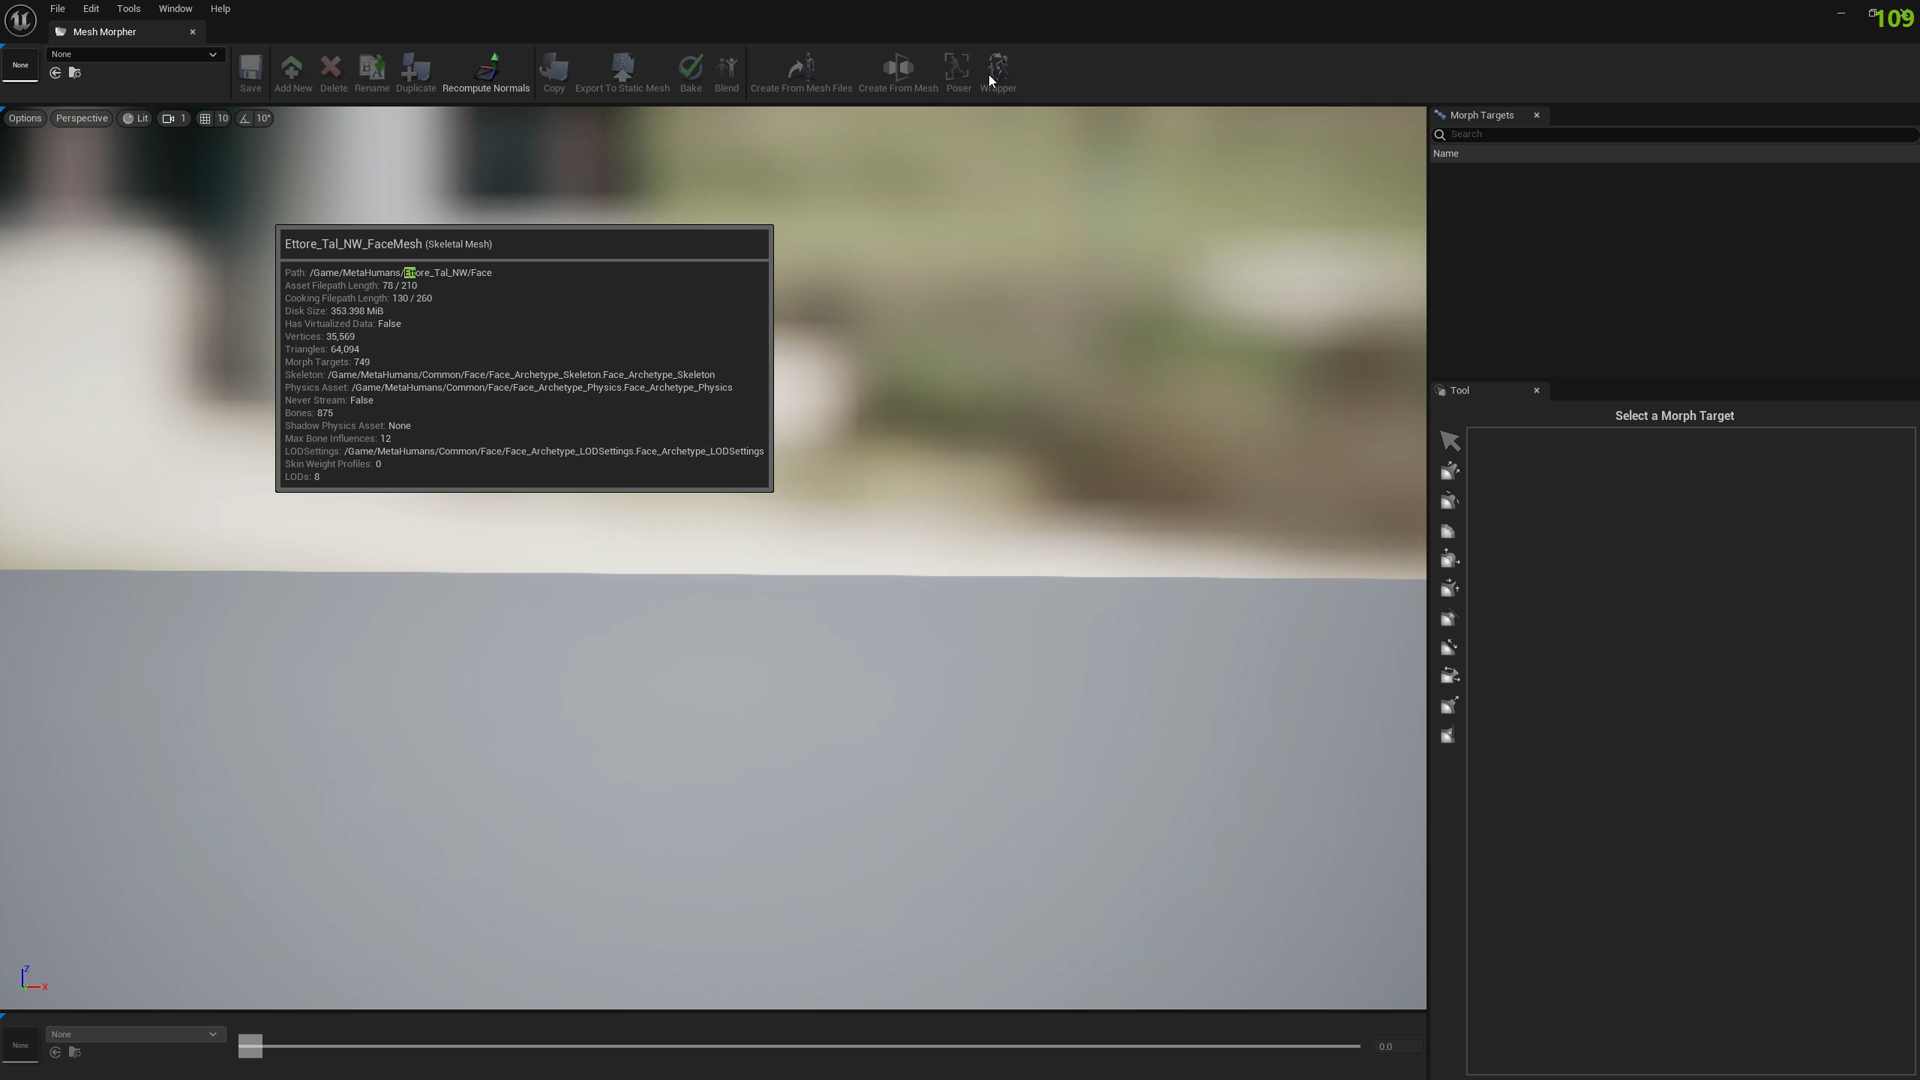 File Edit Tools Window Help
109
Mesh Morpher
None
None
Save
Add New
Delete
Rename
Duplicate
Recompute Normals
Copy
Export To Static Mesh
Bake
Blend
Create From Mesh Files
Create From Mesh
Poser
Wrapper
Options
Perspective
Lit
1
10
10°
Morph Targets
Search
Name
Ettore_Tal_NW_FaceMesh (Skeletal Mesh)
Path: /Game/MetaHumans/Ettore_Tal_NW/Face
Asset Filepath Length: 78 / 210
Cooking Filepath Length: 130 / 260
Disk Size: 353.398 MiB
Has Virtualized Data: False
Vertices: 35,569
Triangles: 64,094
Morph Targets: 749
Skeleton: /Game/MetaHumans/Common/Face/Face_Archetype_Skeleton.Face_Archetype_Skeleton
Physics Asset: /Game/MetaHumans/Common/Face/Face_Archetype_Physics.Face_Archetype_Physics
Never Stream: False
Bones: 875
Shadow Physics Asset: None
Max Bone Influences: 12
LODSettings: /Game/MetaHumans/Common/Face/Face_Archetype_LODSettings.Face_Archetype_LODSettings
Skin Weight Profiles: 0
LODs: 8
Tool
Select a Morph Target
Z
X
None
None
0.0